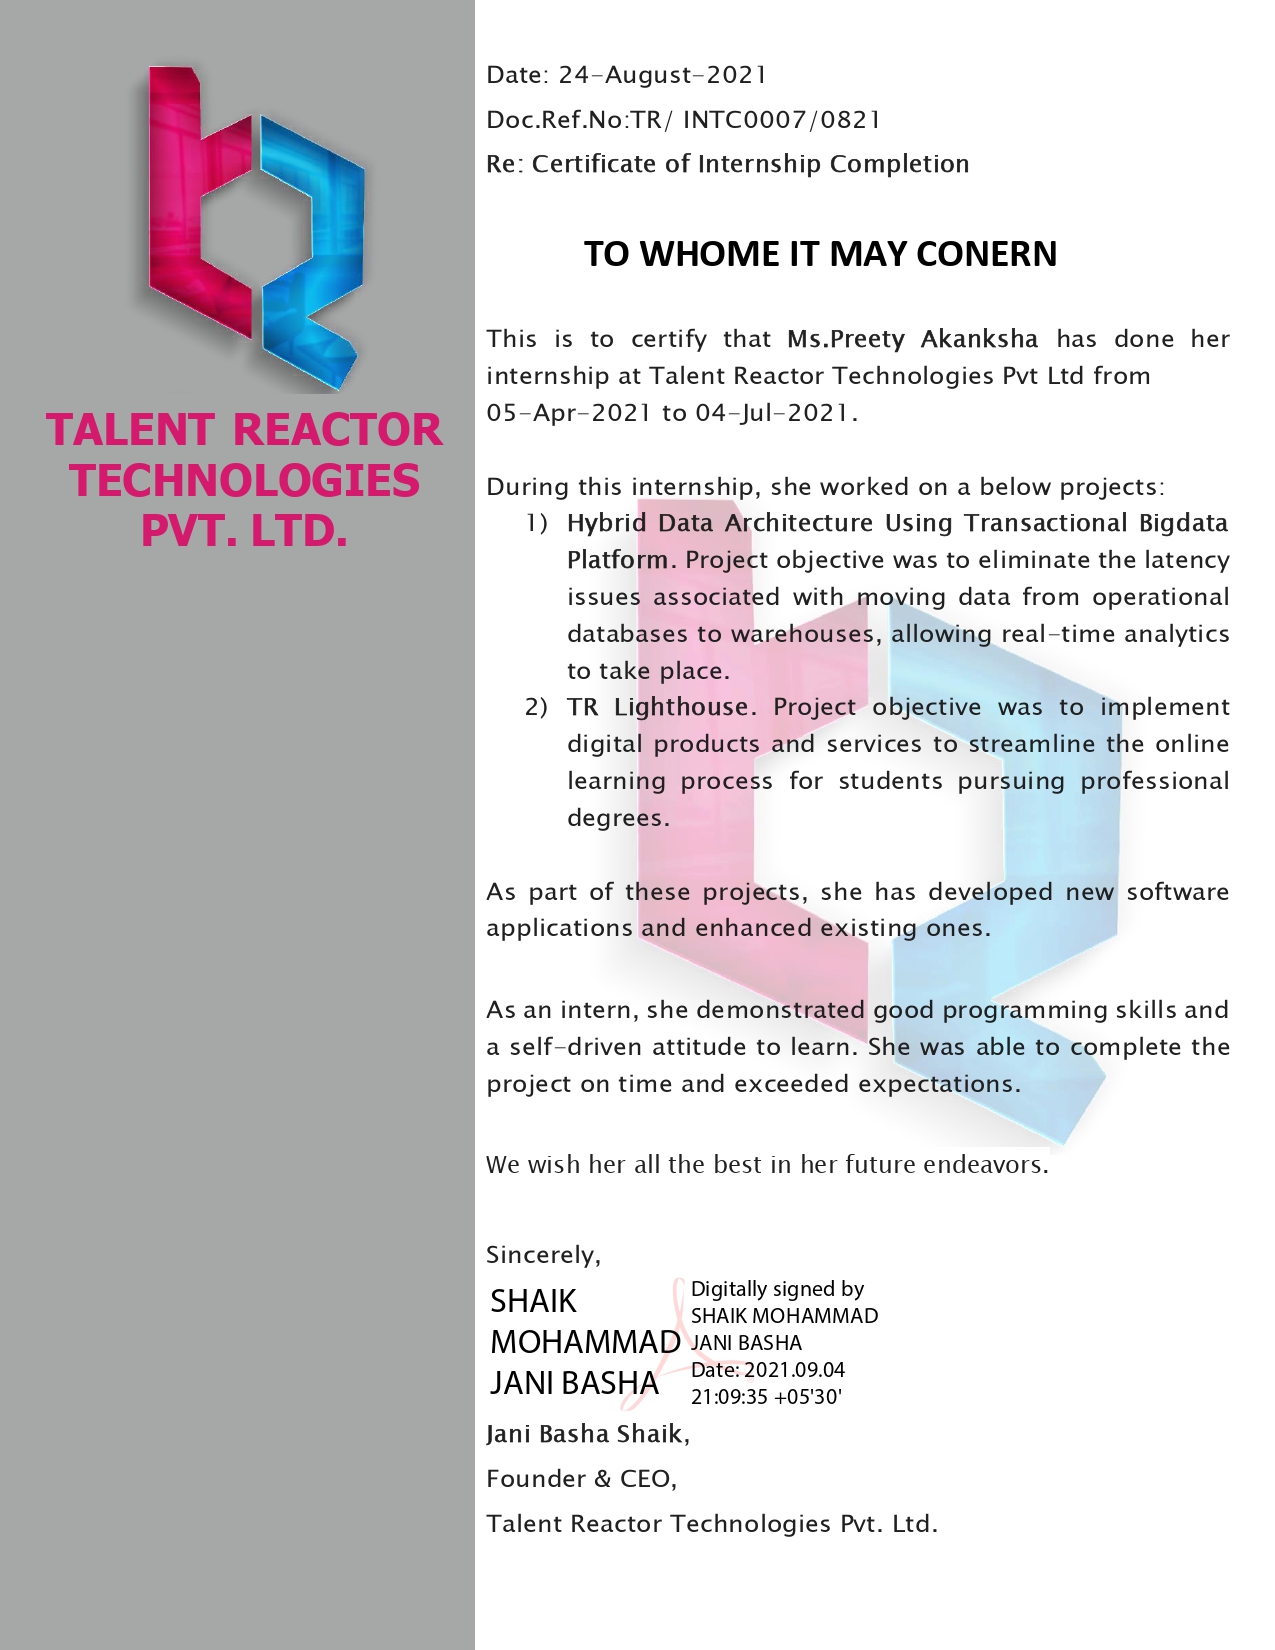 TALENT REACTOR
TECHNOLOGIES
PVT. LTD.
Date: 24-August-2021
Doc.Ref.No:TR/ INTC0007/0821
Re: Certificate of Internship Completion
TO WHOME IT MAY CONERN
This is to certify that Ms.Preety Akanksha has done her
internship at Talent Reactor Technologies Pvt Ltd from
05-Apr-2021 to 04-Jul-2021.
During this internship, she worked on a below projects:
1) Hybrid Data Architecture Using Transactional Bigdata
Platform. Project objective was to eliminate the latency
issues associated with moving data from operational
databases to warehouses, allowing real-time analytics
to take place.
2) TR Lighthouse. Project objective was to implement
digital products and services to streamline the online
learning process for students pursuing professional
degrees.
As part of these projects, she has developed new software
applications and enhanced existing ones.
As an intern, she demonstrated good programming skills and
a self-driven attitude to learn. She was able to complete the
project on time and exceeded expectations.
We wish her all the best in her future endeavors.
Sincerely,
SHAIK
MOHAMMAD
JANI BASHA
Digitally signed by
SHAIK MOHAMMAD
JANI BASHA
Date: 2021.09.04
21:09:35 +05'30'
Jani Basha Shaik,
Founder & CEO,
Talent Reactor Technologies Pvt. Ltd.